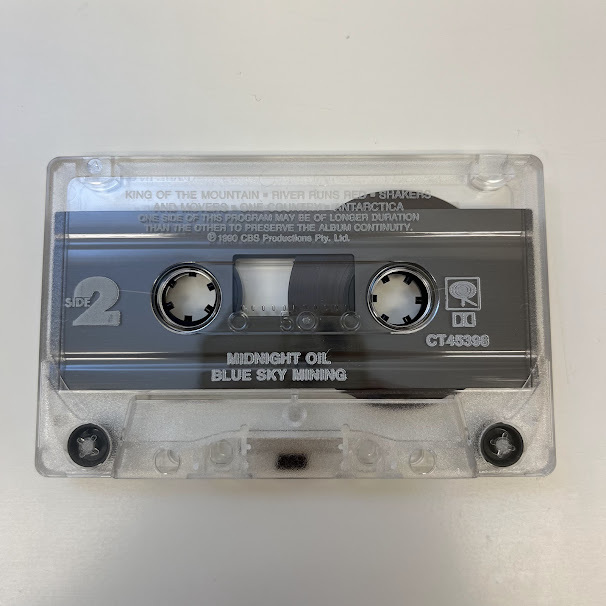 KING OF THE MOUNTAIN • RIVER RUNS RED • SHAKERS
AND MOVERS • ONE COUNTRY • ANTARCTICA
ONE SIDE OF THIS PROGRAM MAY BE OF LONGER DURATION
THAN THE OTHER TO PRESERVE THE ALBUM CONTINUITY.
℗ 1990 CBS Productions Pty. Ltd.
SIDE 2
CT45398
MIDNIGHT OIL
BLUE SKY MINING